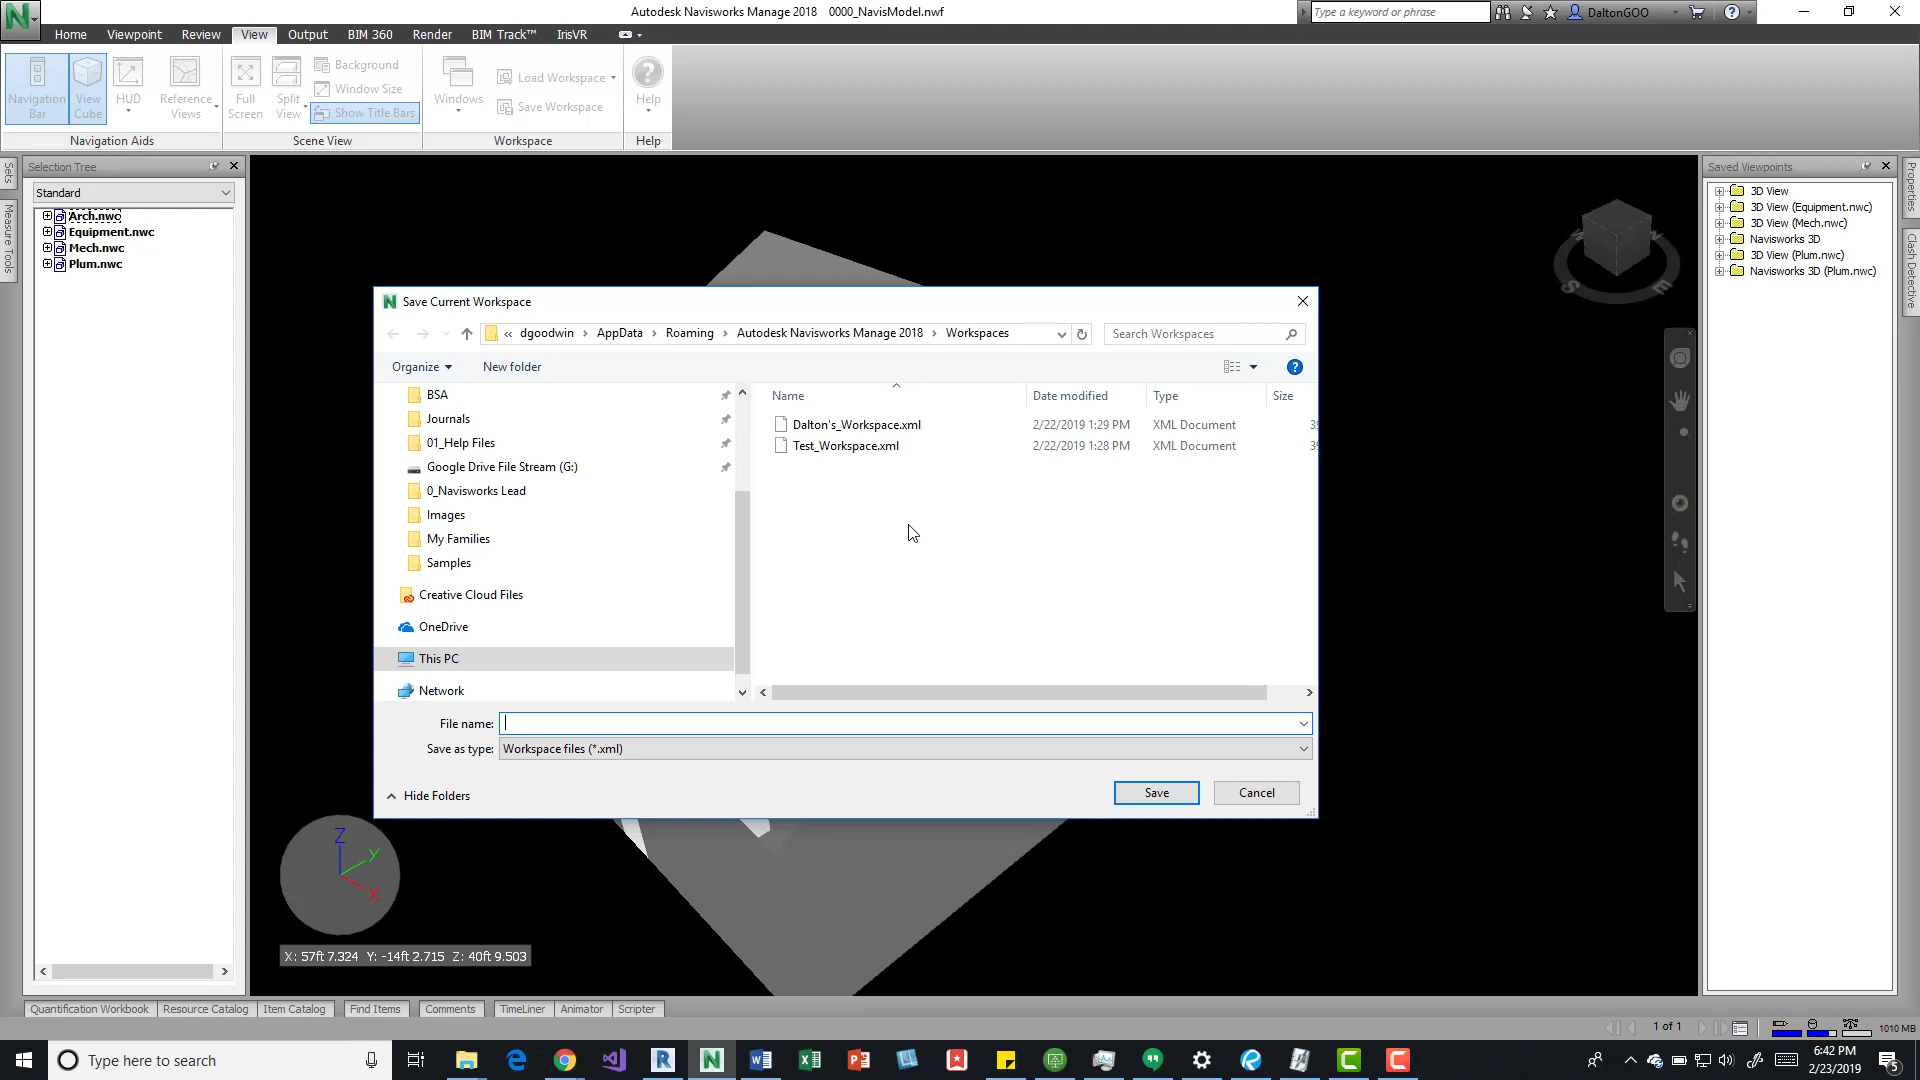 Autodesk Navisworks Manage 2018 0000_NavisModel.nwf
Type a keyword or phrase
DaltonGOO
Home Viewpoint Review View Output BIM 360 Render BIM Track™ IrisVR
Navigation Bar
View Cube
HUD
Reference Views
Full Screen
Split View
Background
Window Size
Show Title Bars
Windows
Load Workspace
Save Workspace
Help
Navigation Aids Scene View Workspace Help
Sets
Measure Tools
Selection Tree
Standard
Arch.nwc
Equipment.nwc
Mech.nwc
Plum.nwc
Save Current Workspace
« dgoodwin › AppData › Roaming › Autodesk Navisworks Manage 2018 › Workspaces
Search Workspaces
Organize New folder
BSA
Journals
01_Help Files
Google Drive File Stream (G:)
0_Navisworks Lead
Images
My Families
Samples
Creative Cloud Files
OneDrive
This PC
Network
Name Date modified Type Size
Dalton's_Workspace.xml 2/22/2019 1:29 PM XML Document
Test_Workspace.xml 2/22/2019 1:28 PM XML Document
File name:
Save as type: Workspace files (*.xml)
Hide Folders
Save Cancel
Saved Viewpoints
3D View
3D View (Equipment.nwc)
3D View (Mech.nwc)
Navisworks 3D
3D View (Plum.nwc)
Navisworks 3D (Plum.nwc)
Properties
Clash Detective
S E
Z
Y
X
X: 57ft 7.324 Y: -14ft 2.715 Z: 40ft 9.503
Quantification Workbook Resource Catalog Item Catalog Find Items Comments TimeLiner Animator Scripter
1 of 1
1010 MB
Type here to search
6:42 PM
2/23/2019
5